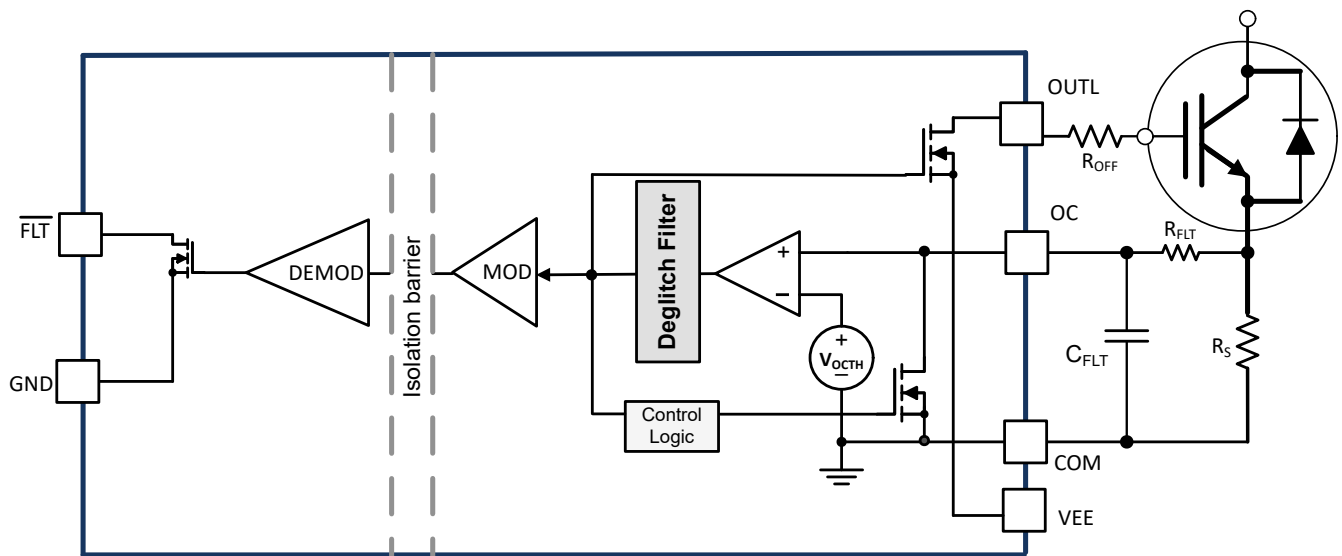 OUTL
R_OFF
FLT
OC
R_FLT
DEMOD
Isolation barrier
MOD
Deglitch Filter
+
−
+
V_OCTH
−
C_FLT
R_S
GND
Control
Logic
COM
VEE